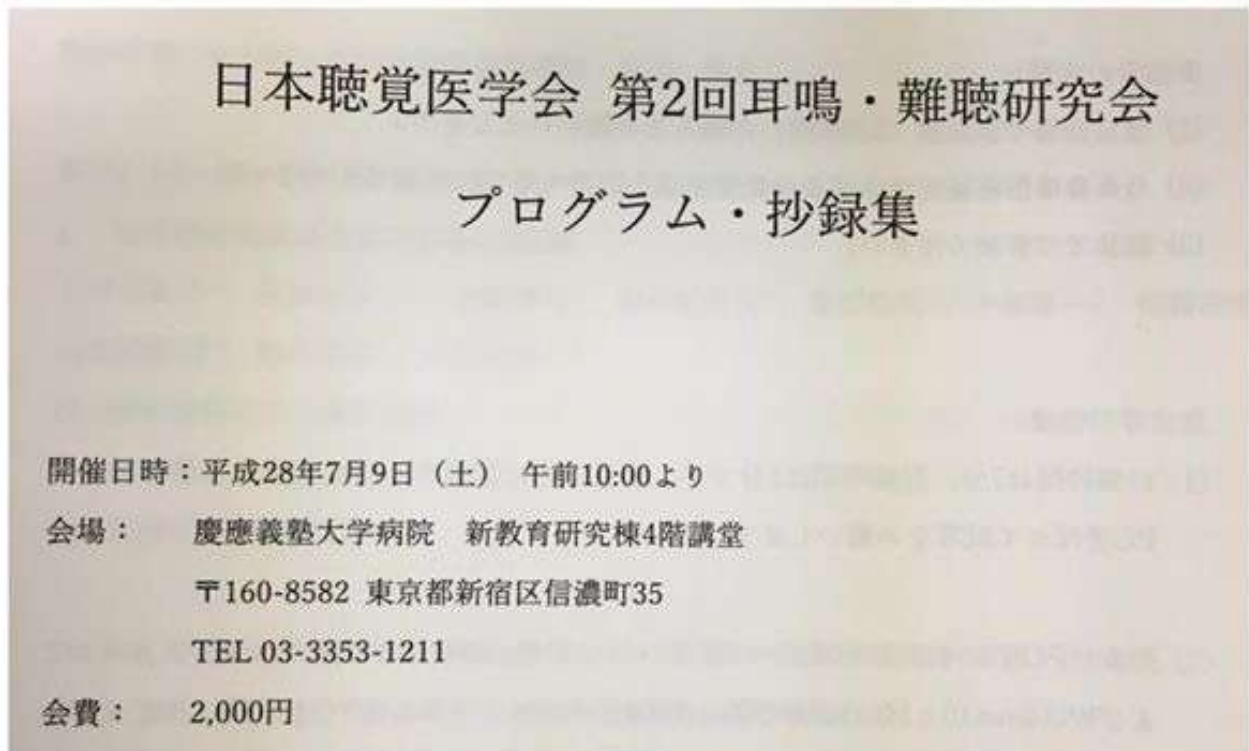 日本聴覚医学会 第2回耳鳴・難聴研究会
プログラム・抄録集
開催日時：平成28年7月9日（土） 午前10:00より
会場： 慶應義塾大学病院 新教育研究棟4階講堂
〒160-8582 東京都新宿区信濃町35
TEL 03-3353-1211
会費： 2,000円